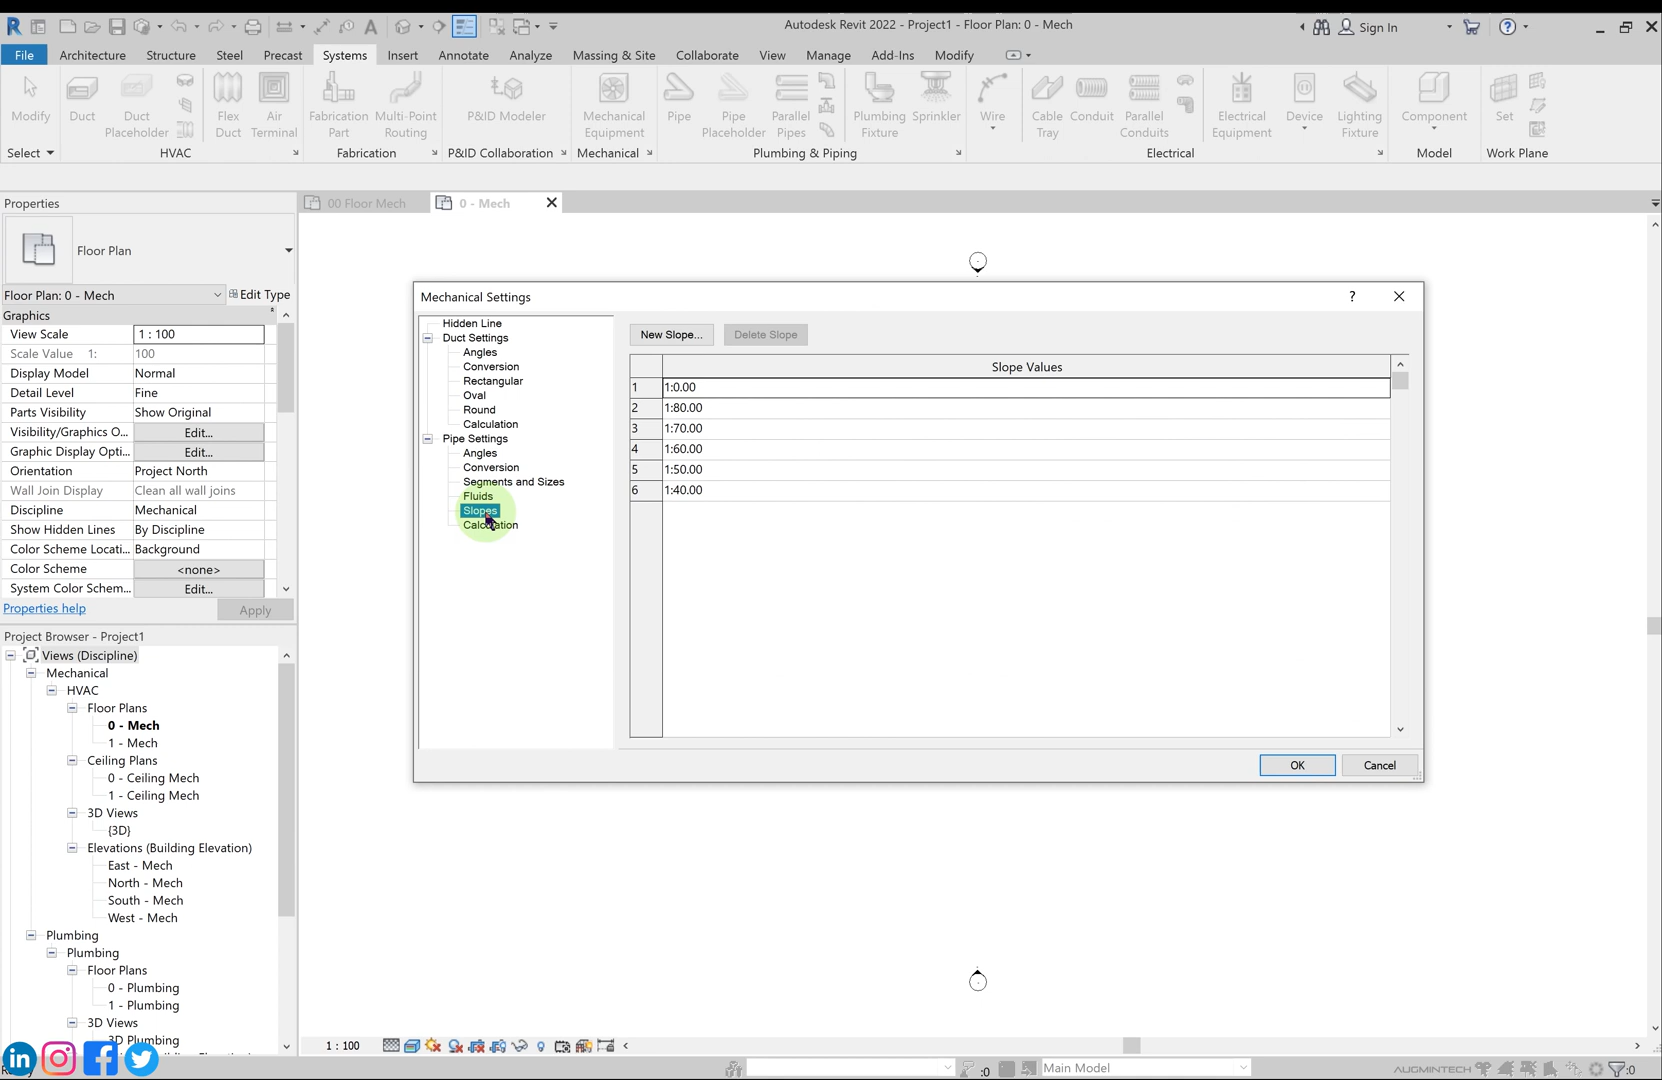 Autodesk Revit 2022 - Project1 - Floor Plan: 0 - Mech
Sign In
File Architecture Structure Steel Precast Systems Insert Annotate Analyze Massing & Site Collaborate View Manage Add-Ins Modify
Modify Duct Duct Placeholder Flex Duct Air Terminal Fabrication Part Multi-Point Routing P&ID Modeler Mechanical Equipment Pipe Pipe Placeholder Parallel Pipes Plumbing Fixture Sprinkler Wire Cable Tray Conduit Parallel Conduits Electrical Equipment Device Lighting Fixture Component Set
Select HVAC Fabrication P&ID Collaboration Mechanical Plumbing & Piping Electrical Model Work Plane
Properties
00 Floor Mech
0 - Mech
Floor Plan
Floor Plan: 0 - Mech Edit Type
Graphics
View Scale 1 : 100
Scale Value 1: 100
Display Model Normal
Detail Level Fine
Parts Visibility Show Original
Visibility/Graphics O... Edit...
Graphic Display Opti... Edit...
Orientation Project North
Wall Join Display Clean all wall joins
Discipline Mechanical
Show Hidden Lines By Discipline
Color Scheme Locati... Background
Color Scheme <none>
System Color Schem... Edit...
Properties help Apply
Project Browser - Project1
Views (Discipline)
Mechanical
HVAC
Floor Plans
0 - Mech
1 - Mech
Ceiling Plans
0 - Ceiling Mech
1 - Ceiling Mech
3D Views
{3D}
Elevations (Building Elevation)
East - Mech
North - Mech
South - Mech
West - Mech
Plumbing
Plumbing
Floor Plans
0 - Plumbing
1 - Plumbing
3D Views
3D Plumbing
Mechanical Settings
Hidden Line
Duct Settings
Angles
Conversion
Rectangular
Oval
Round
Calculation
Pipe Settings
Angles
Conversion
Segments and Sizes
Fluids
Slopes
Calculation
New Slope... Delete Slope
Slope Values
1 1:0.00
2 1:80.00
3 1:70.00
4 1:60.00
5 1:50.00
6 1:40.00
OK Cancel
1 : 100
:0 Main Model AUGMINTECH :0